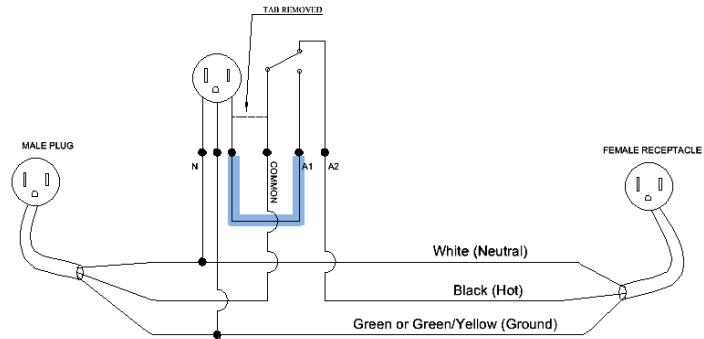 TAB REMOVED
MALE PLUG
FEMALE RECEPTACLE
N
COMMON
A1
A2
White (Neutral)
Black (Hot)
Green or Green/Yellow (Ground)